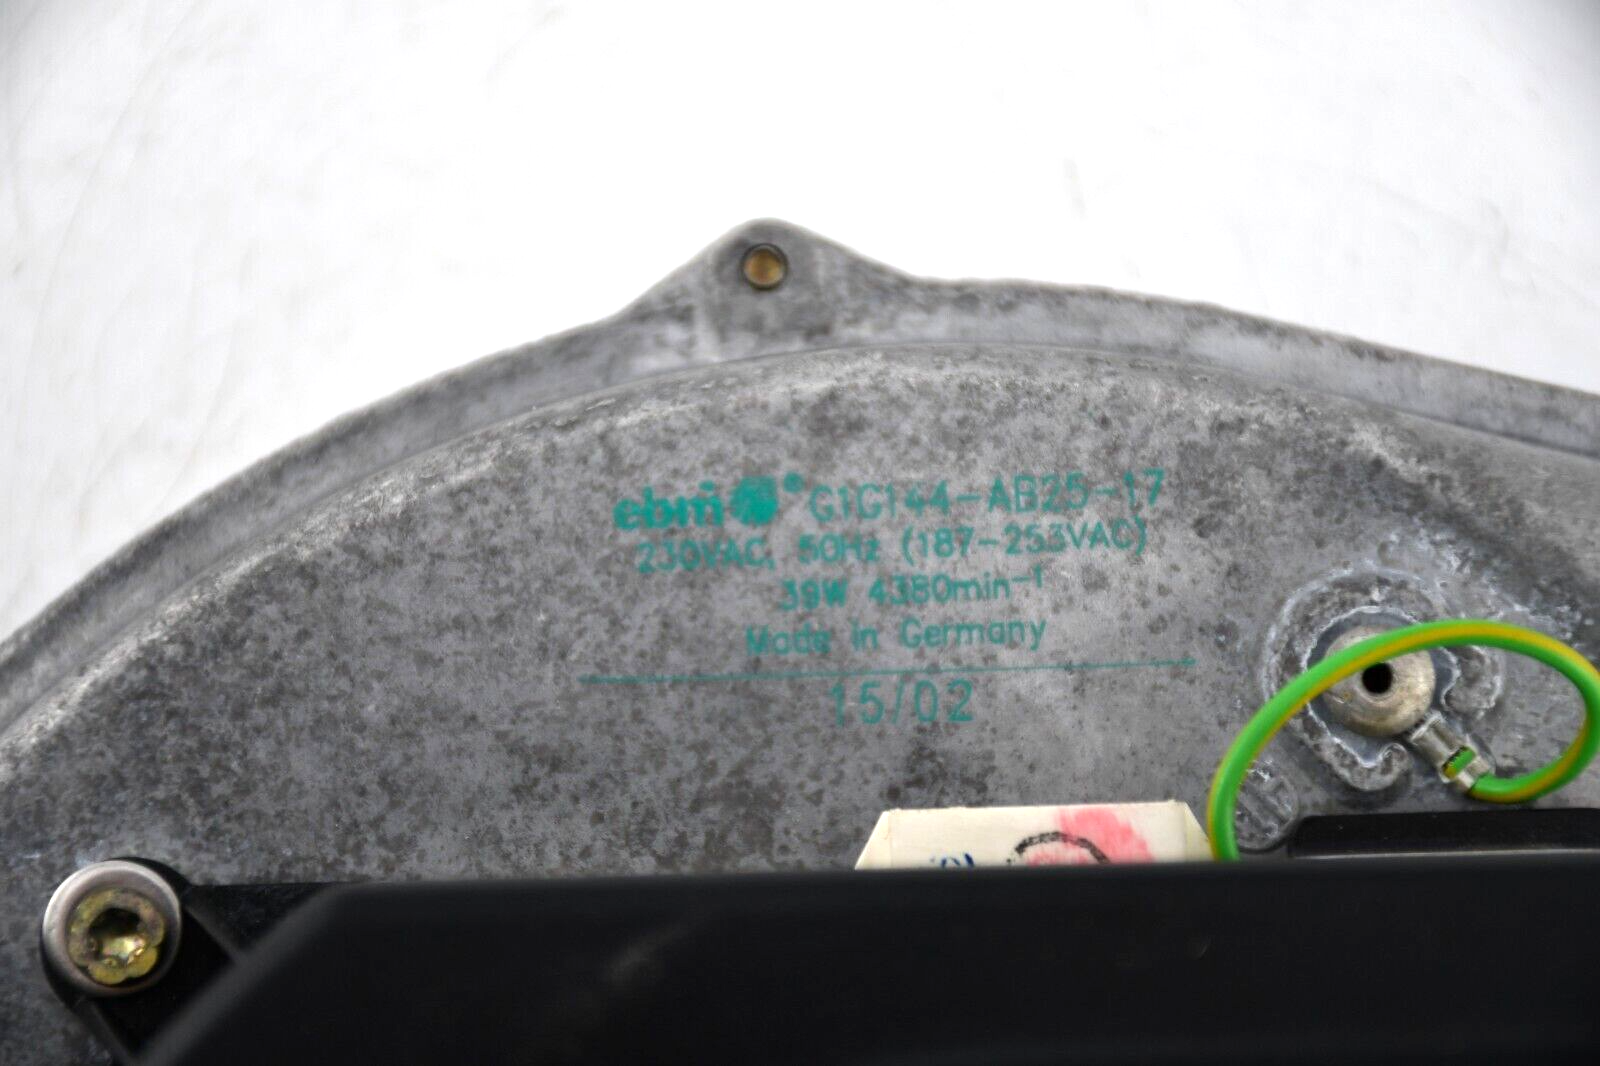 ebm® G1G144-AB25-17
230VAC, 50Hz (187-253VAC)
39W 4380min⁻¹
Made in Germany
15/02